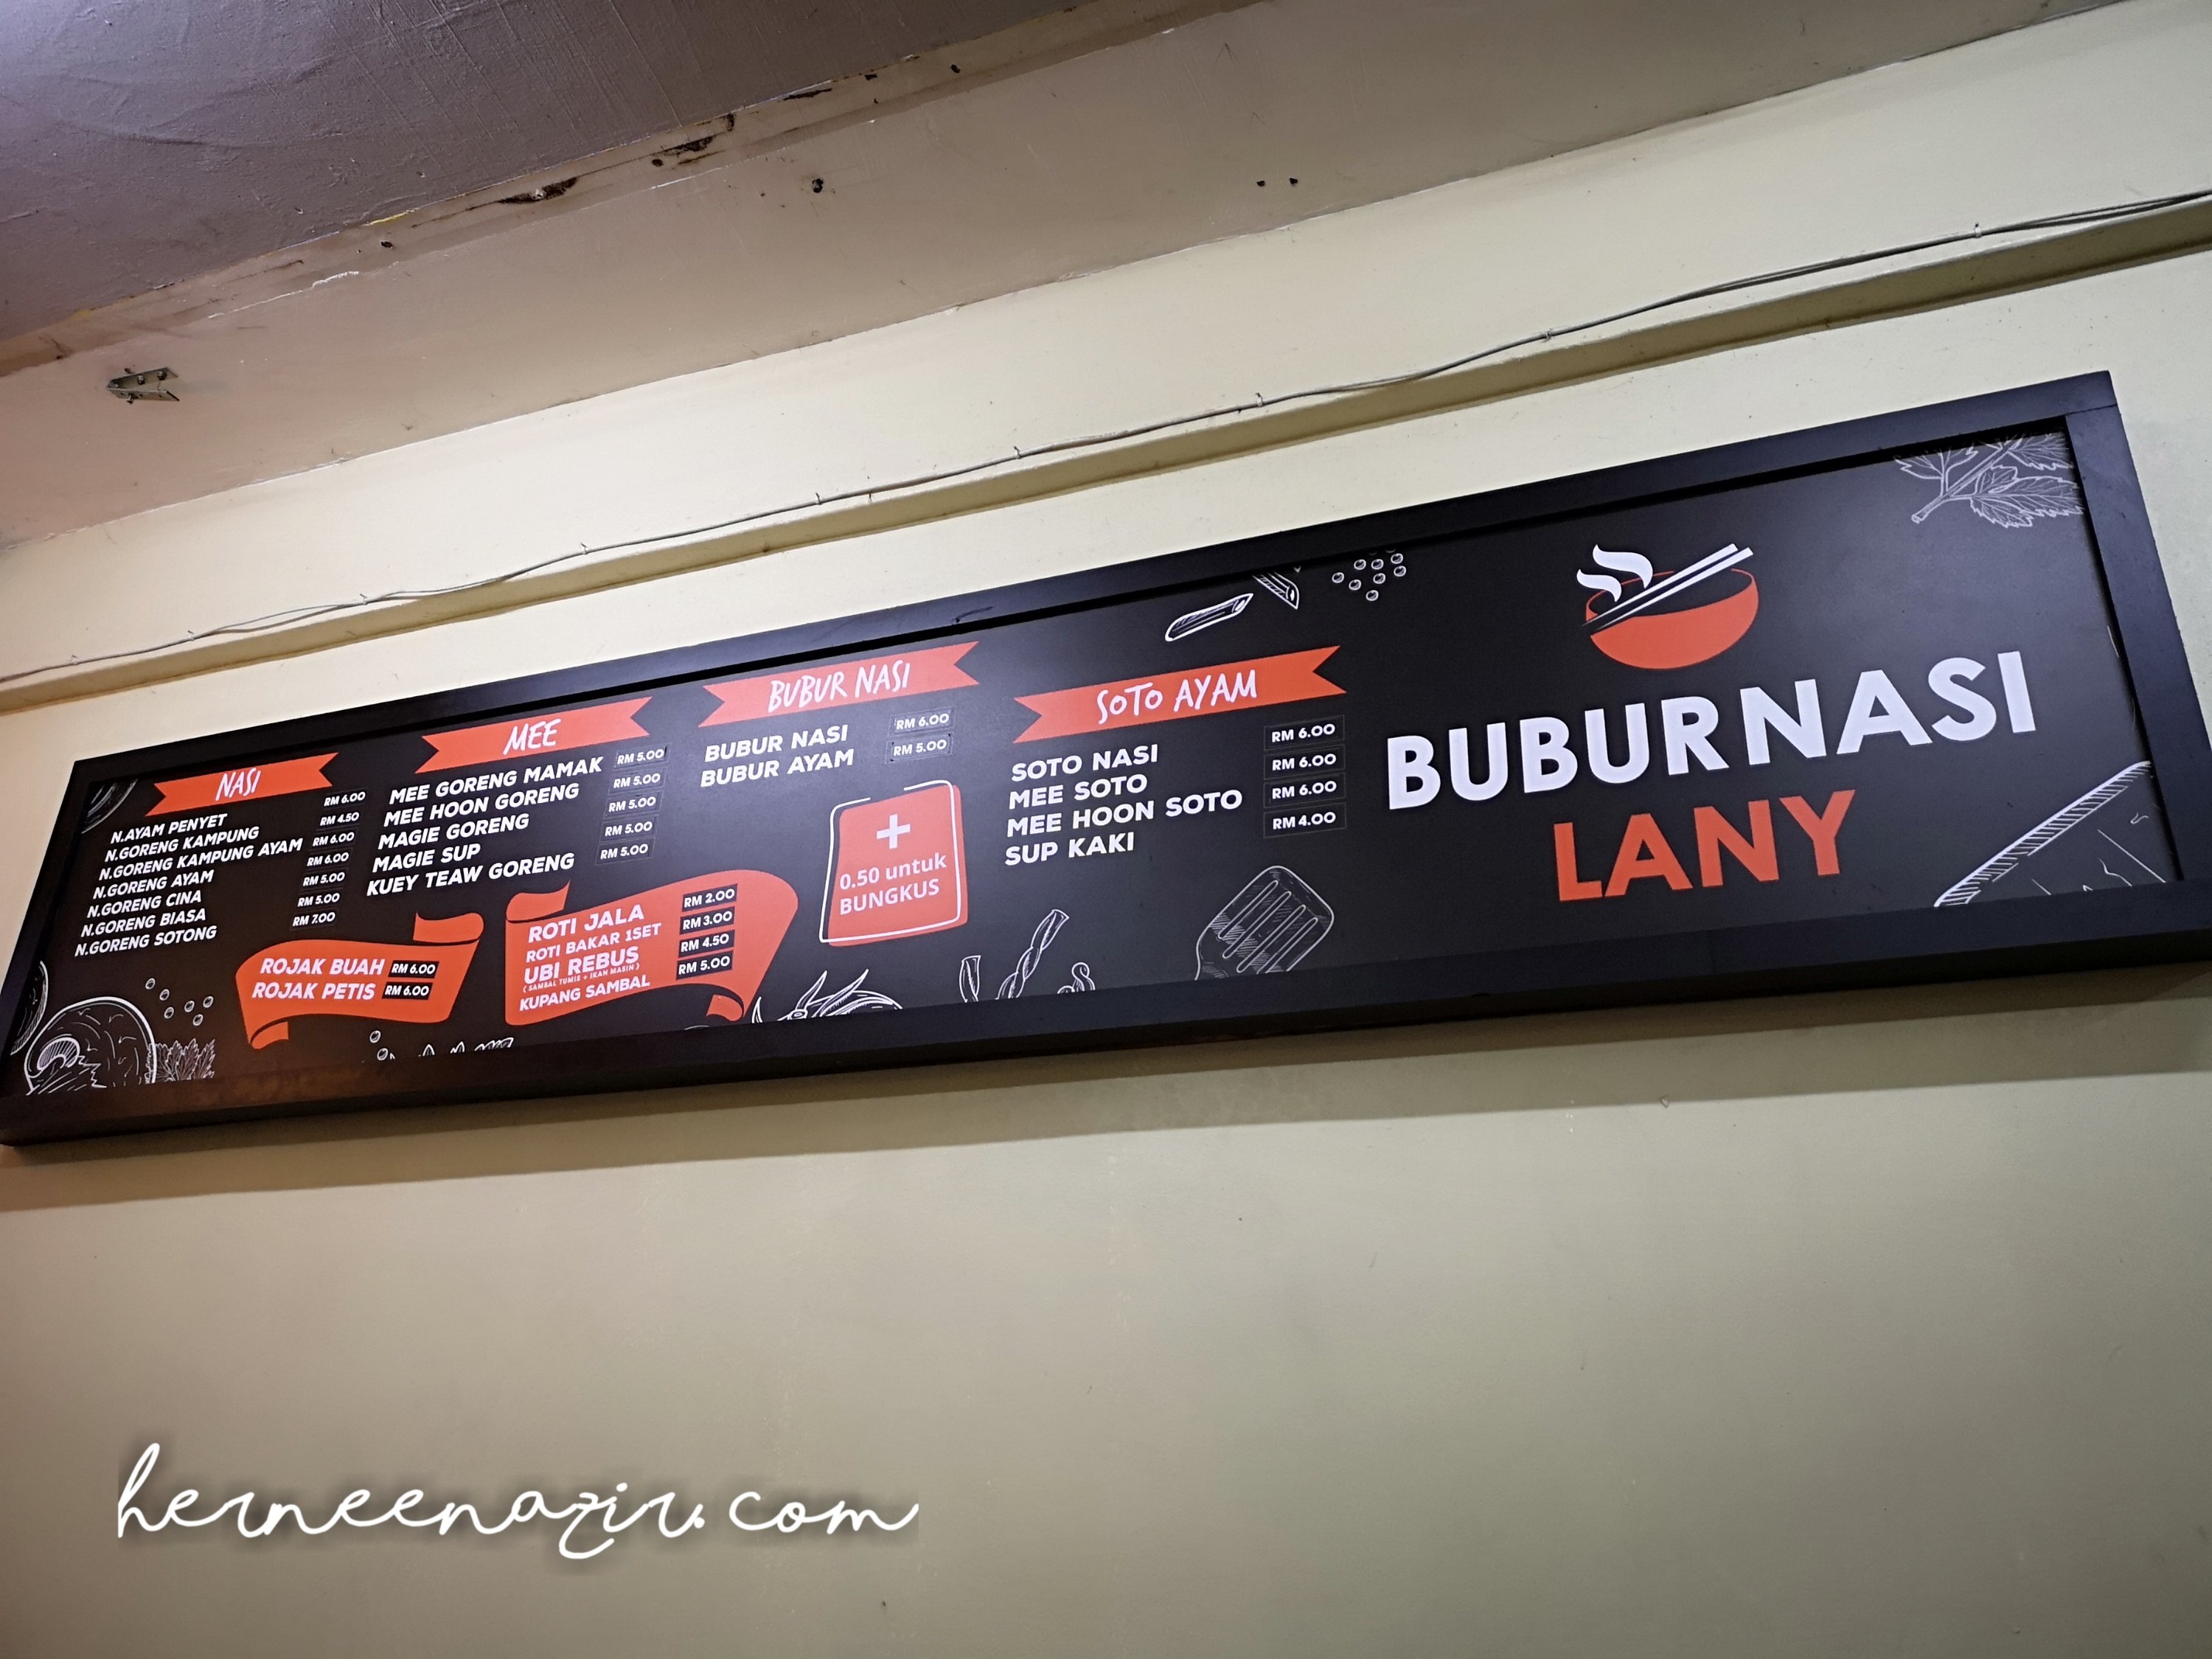 NASI
N.AYAM PENYET RM 6.00
N.GORENG KAMPUNG RM 4.50
N.GORENG KAMPUNG AYAM RM 6.00
N.GORENG AYAM RM 6.00
N.GORENG CINA RM 5.00
N.GORENG BIASA RM 5.00
N.GORENG SOTONG RM 7.00
ROJAK BUAH RM 6.00
ROJAK PETIS RM 6.00
MEE
MEE GORENG MAMAK RM 5.00
MEE HOON GORENG RM 5.00
MAGIE GORENG RM 5.00
MAGIE SUP RM 5.00
KUEY TEAW GORENG RM 5.00
ROTI JALA RM 2.00
ROTI BAKAR 1SET RM 3.00
UBI REBUS RM 4.50
( SAMBAL TUMIS + IKAN MASIN )
KUPANG SAMBAL RM 5.00
BUBUR NASI
BUBUR NASI RM 6.00
BUBUR AYAM RM 5.00
+
0.50 untuk
BUNGKUS
SOTO AYAM
SOTO NASI RM 6.00
MEE SOTO RM 6.00
MEE HOON SOTO RM 6.00
SUP KAKI RM 4.00
BUBUR NASI
LANY
herneenazir.com